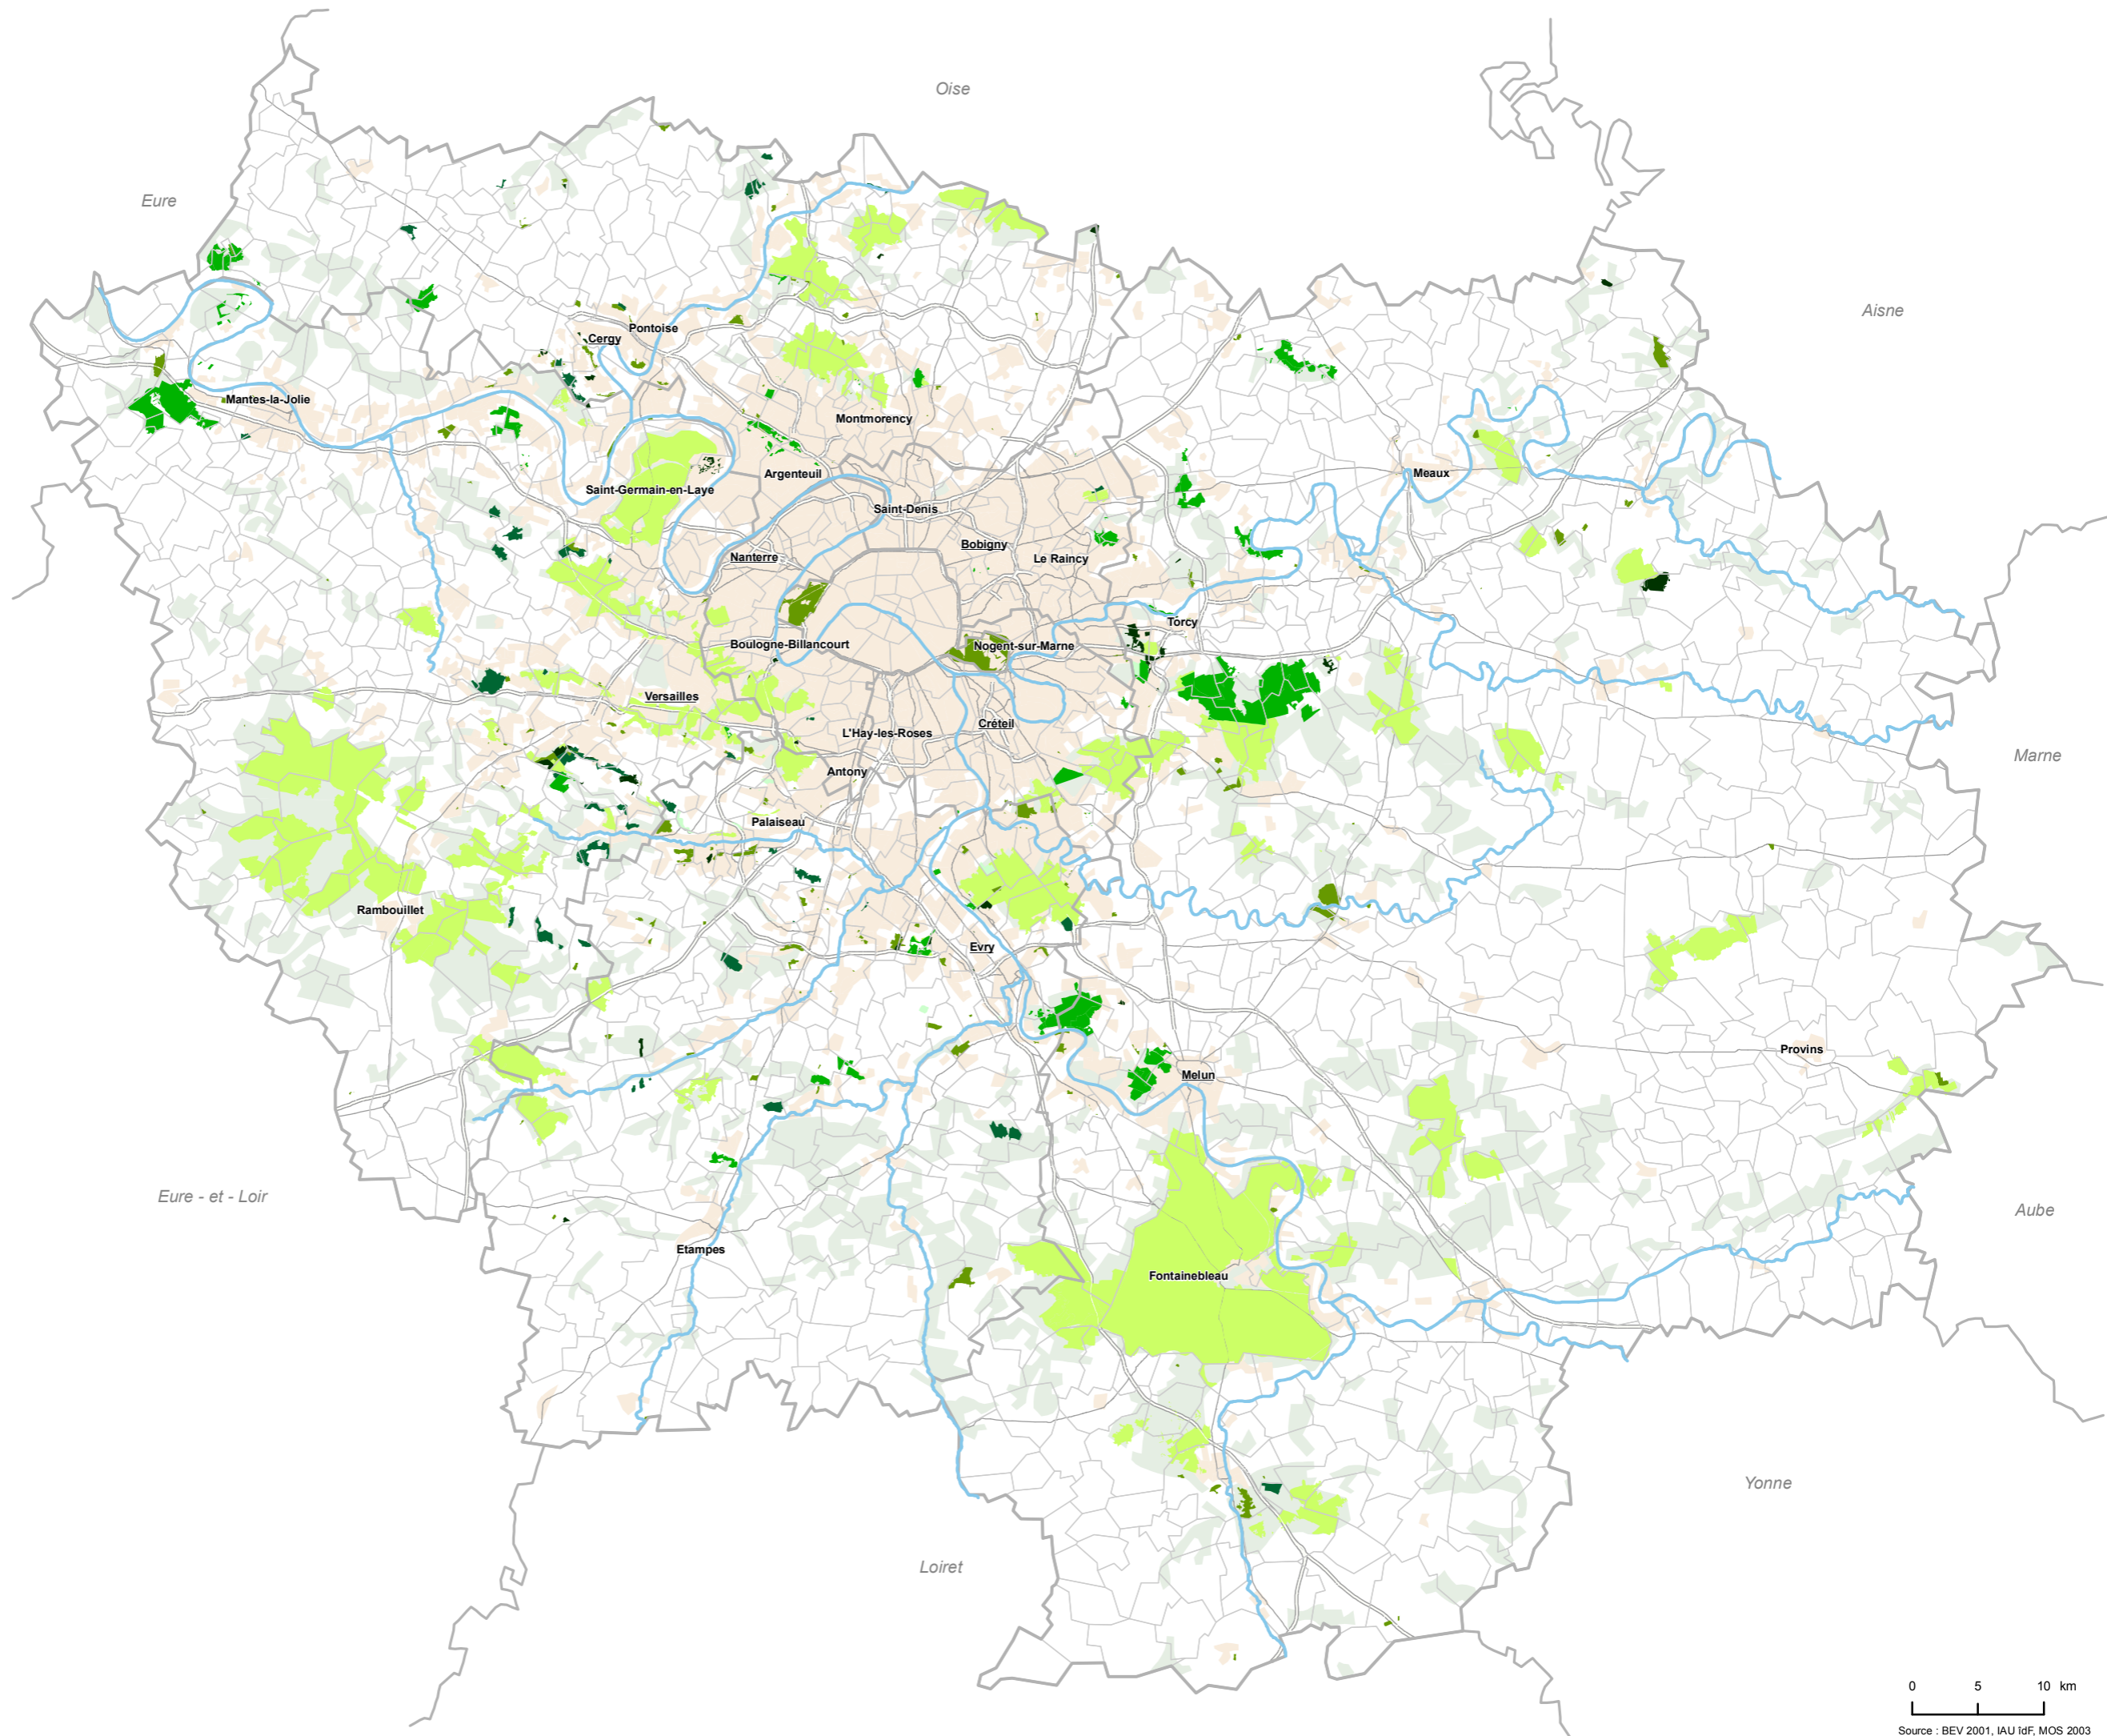 Oise
Eure
Aisne
Pontoise
Cergy
Mantes-la-Jolie
Montmorency
Argenteuil
Meaux
Saint-Germain-en-Laye
Saint-Denis
Bobigny
Nanterre
Le Raincy
Torcy
Boulogne-Billancourt
Nogent-sur-Marne
Versailles
Créteil
L'Hay-les-Roses
Marne
Antony
Palaiseau
Rambouillet
Evry
Provins
Melun
Eure - et - Loir
Aube
Etampes
Fontainebleau
Yonne
Loiret
0 5 10 km
Source : BEV 2001, IAU îdF, MOS 2003